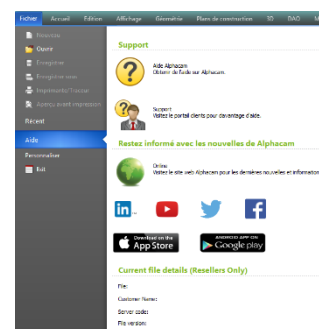 Fichier Accueil Edition Affichage Géométrie Plans de construction 3D DAO
Nouveau
Ouvrir
Enregistrer
Enregistrer sous
Imprimante/Traceur
Aperçu avant impression
Récent
Aide
Personnaliser
Exit
Support
Aide Alphacam
Obtenir de l'aide sur Alphacam.
Support
Visitez le portail clients pour davantage d'aide.
Restez informé avec les nouvelles de Alphacam
Online
Visitez le site web Alphacam pour les dernières nouvelles et information
in
f
Download on the
App Store
ANDROID APP ON
Google play
Current file details (Resellers Only)
File:
Customer Name:
Server code:
File version: